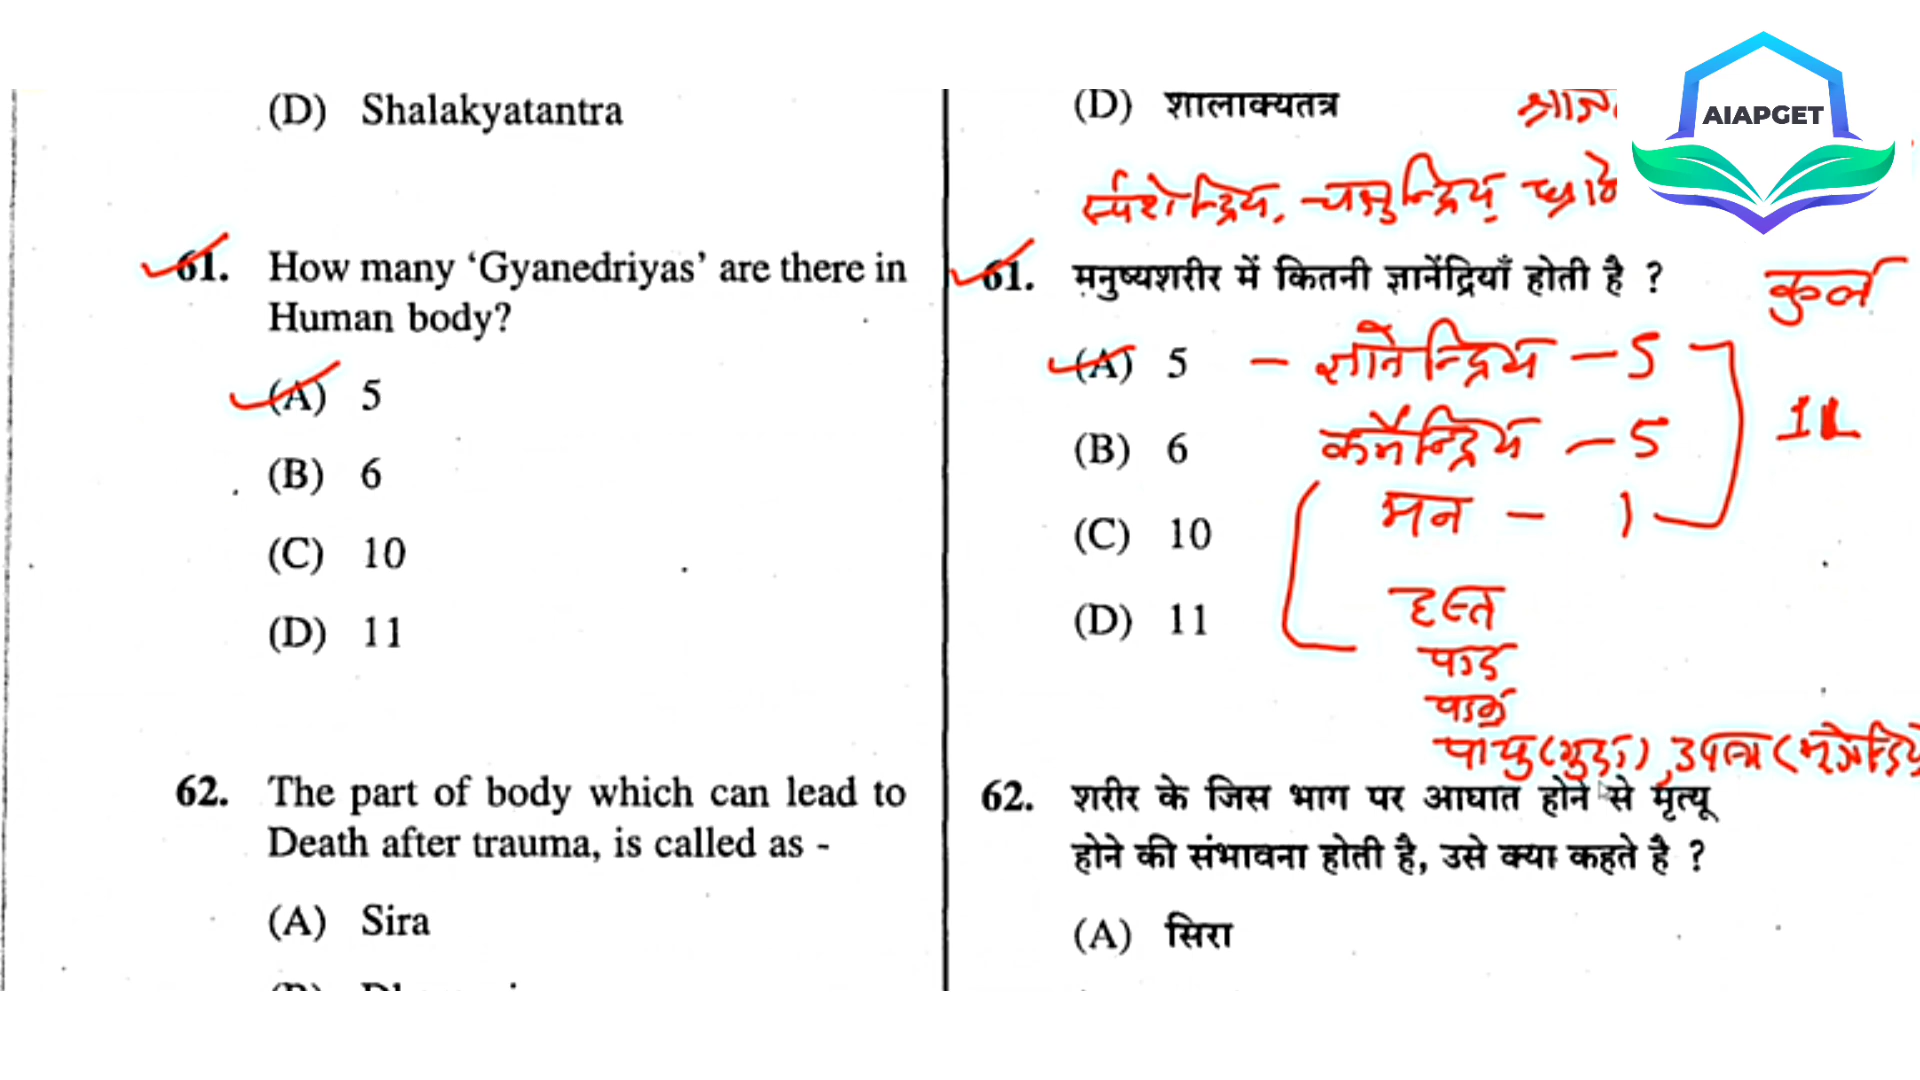 AIAPGET
(D) Shalakyatantra
61. How many ‘Gyanedriyas’ are there in
Human body?
(A) 5
(B) 6
(C) 10
(D) 11
62. The part of body which can lead to
Death after trauma, is called as -
(A) Sira
(D) शालाक्यतत्र
स्पर्शेन्द्रिय, चक्षुन्द्रिय,
61. मनुष्यशरीर में कितनी ज्ञानेंद्रियाँ होती है ?
कुल
(A) 5 – ज्ञानेन्द्रिय – 5
(B) 6 कर्मेन्द्रिय – 5
11
मन – 1
(C) 10
(D) 11 हस्त
पाद
वाक
पायु (गुदा), उपस्थ (
62. शरीर के जिस भाग पर आघात होने से मृत्यू
होने की संभावना होती है, उसे क्या कहते है ?
(A) सिरा